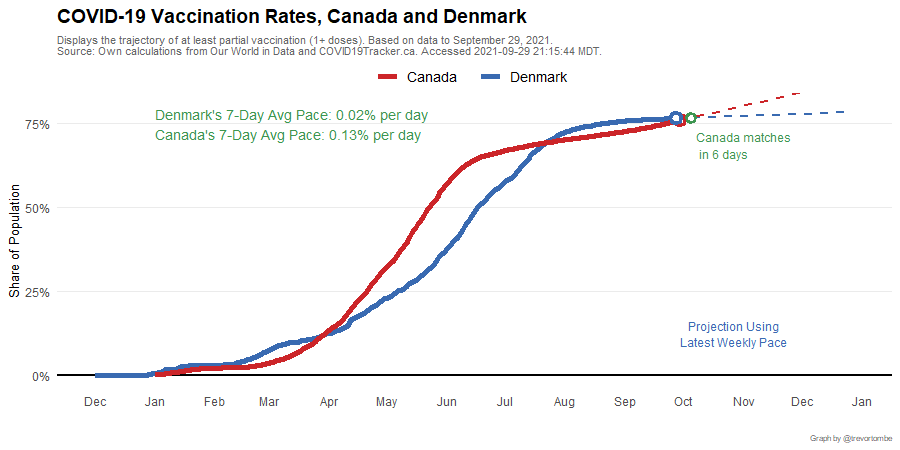 COVID-19 Vaccination Rates, Canada and Denmark
Displays the trajectory of at least partial vaccination (1+ doses). Based on data to September 29, 2021.
Source: Own calculations from Our World in Data and COVID19Tracker.ca. Accessed 2021-09-29 21:15:44 MDT.
Canada Denmark
Denmark's 7-Day Avg Pace: 0.02% per day
Canada's 7-Day Avg Pace: 0.13% per day
Canada matches
in 6 days
75%
50%
25%
0%
Share of Population
Projection Using
Latest Weekly Pace
Dec Jan Feb Mar Apr May Jun Jul Aug Sep Oct Nov Dec Jan
Graph by @trevortombe